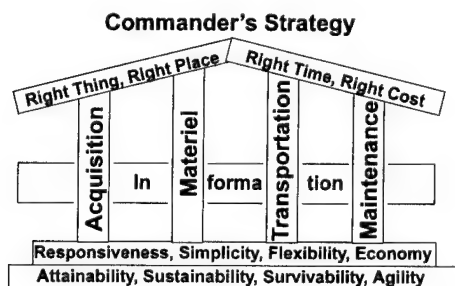 Commander's Strategy
Right Thing, Right Place
Right Time, Right Cost
Acquisition
Materiel
Transportation
Maintenance
In forma tion
Responsiveness, Simplicity, Flexibility, Economy
Attainability, Sustainability, Survivability, Agility